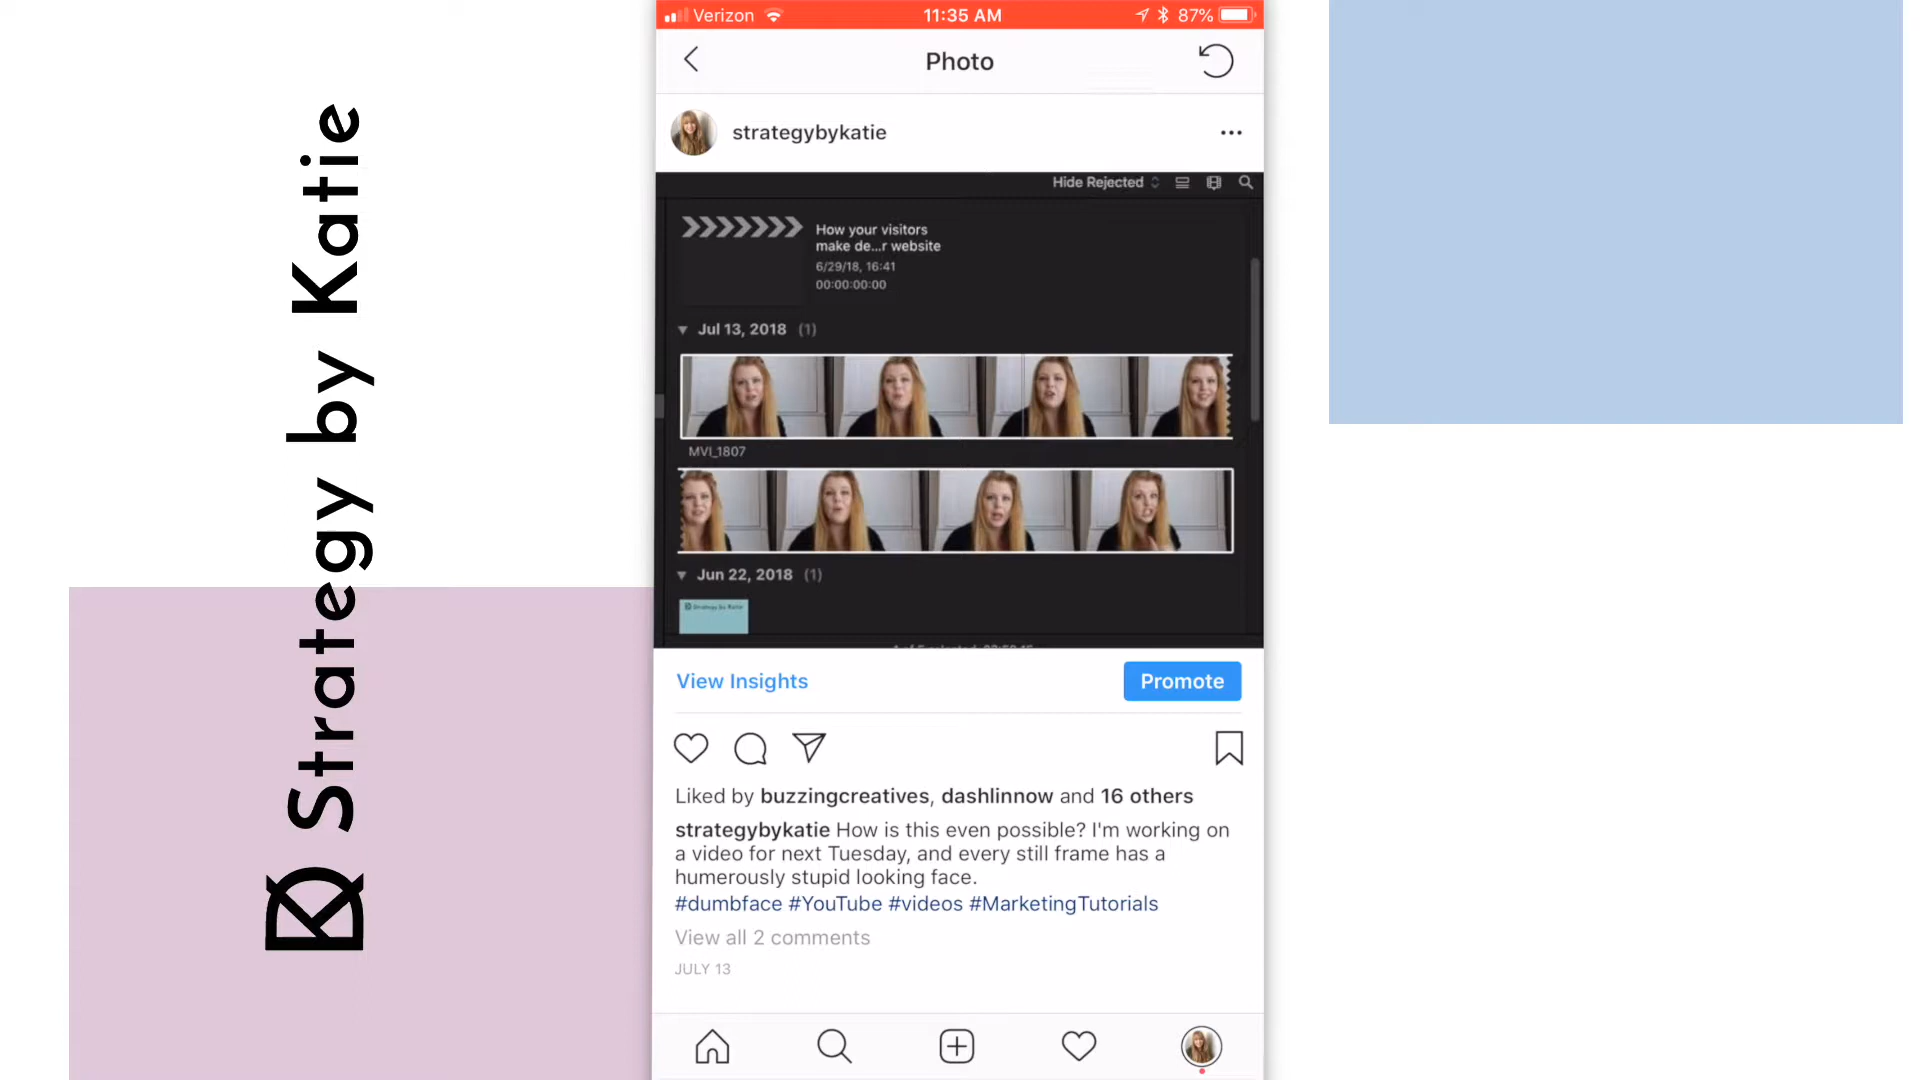 Strategy by Katie
Verizon 11:35 AM 87%
Photo
strategybykatie
Hide Rejected
How your visitors
make de...r website
6/29/18, 16:41
00:00:00:00
Jul 13, 2018 (1)
MVI_1807
Jun 22, 2018 (1)
Strategy by Katie
View Insights
Promote
Liked by buzzingcreatives, dashlinnow and 16 others
strategybykatie How is this even possible? I'm working on
a video for next Tuesday, and every still frame has a
humerously stupid looking face.
#dumbface #YouTube #videos #MarketingTutorials
View all 2 comments
JULY 13